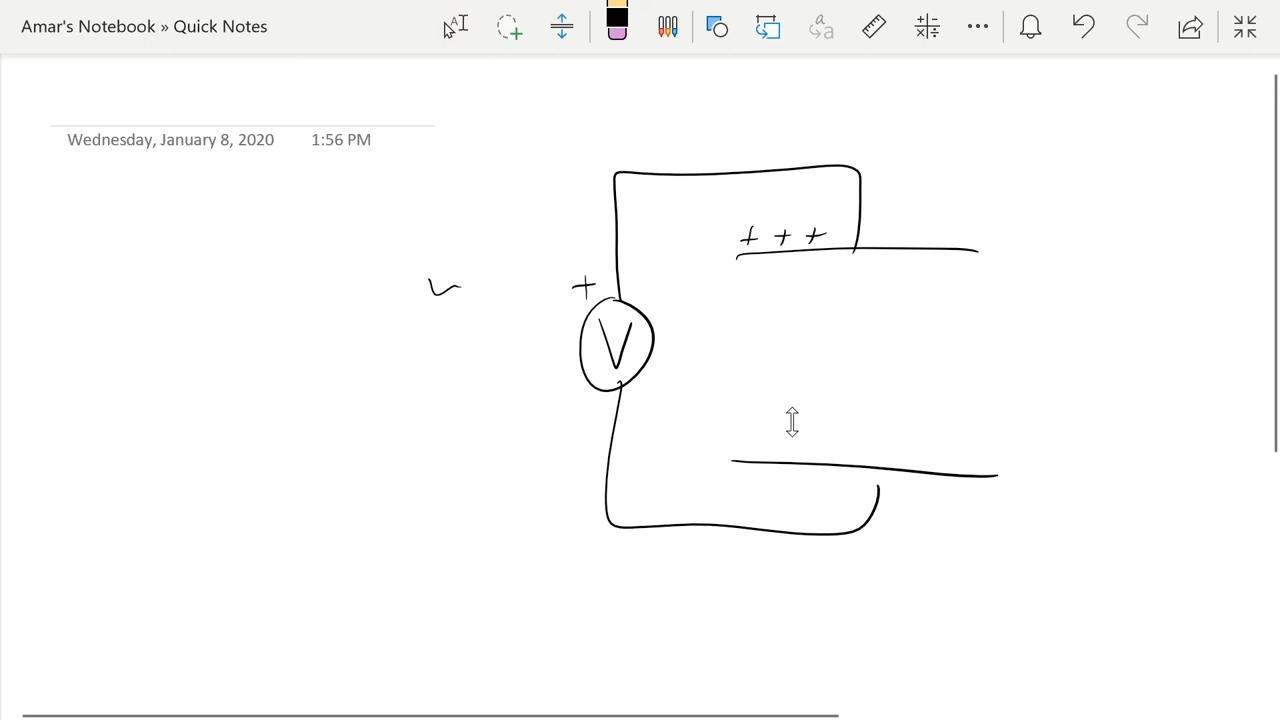 Amar's Notebook » Quick Notes
Wednesday, January 8, 2020 1:56 PM
+ + +
+
V